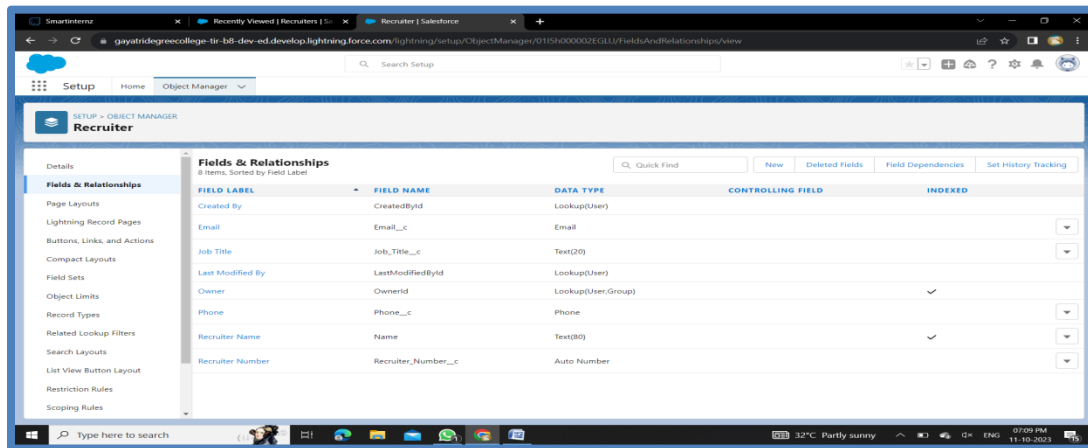 Smartinternz
Recently Viewed | Recruiters | Sa
Recruiter | Salesforce
gayatridegreecollege-tir-b8-dev-ed.develop.lightning.force.com/lightning/setup/ObjectManager/01ISh000002EGLU/FieldsAndRelationships/view
Search Setup
Setup Home Object Manager
SETUP > OBJECT MANAGER
Recruiter
Details
Fields & Relationships
Page Layouts
Lightning Record Pages
Buttons, Links, and Actions
Compact Layouts
Field Sets
Object Limits
Record Types
Related Lookup Filters
Search Layouts
List View Button Layout
Restriction Rules
Scoping Rules
Fields & Relationships
8 Items, Sorted by Field Label
Quick Find New Deleted Fields Field Dependencies Set History Tracking
FIELD LABEL FIELD NAME DATA TYPE CONTROLLING FIELD INDEXED
Created By CreatedById Lookup(User)
Email Email__c Email
Job Title Job_Title__c Text(20)
Last Modified By LastModifiedById Lookup(User)
Owner OwnerId Lookup(User,Group)
Phone Phone__c Phone
Recruiter Name Name Text(80)
Recruiter Number Recruiter_Number__c Auto Number
Type here to search
32°C Partly sunny
ENG
07:09 PM
11-10-2023
15